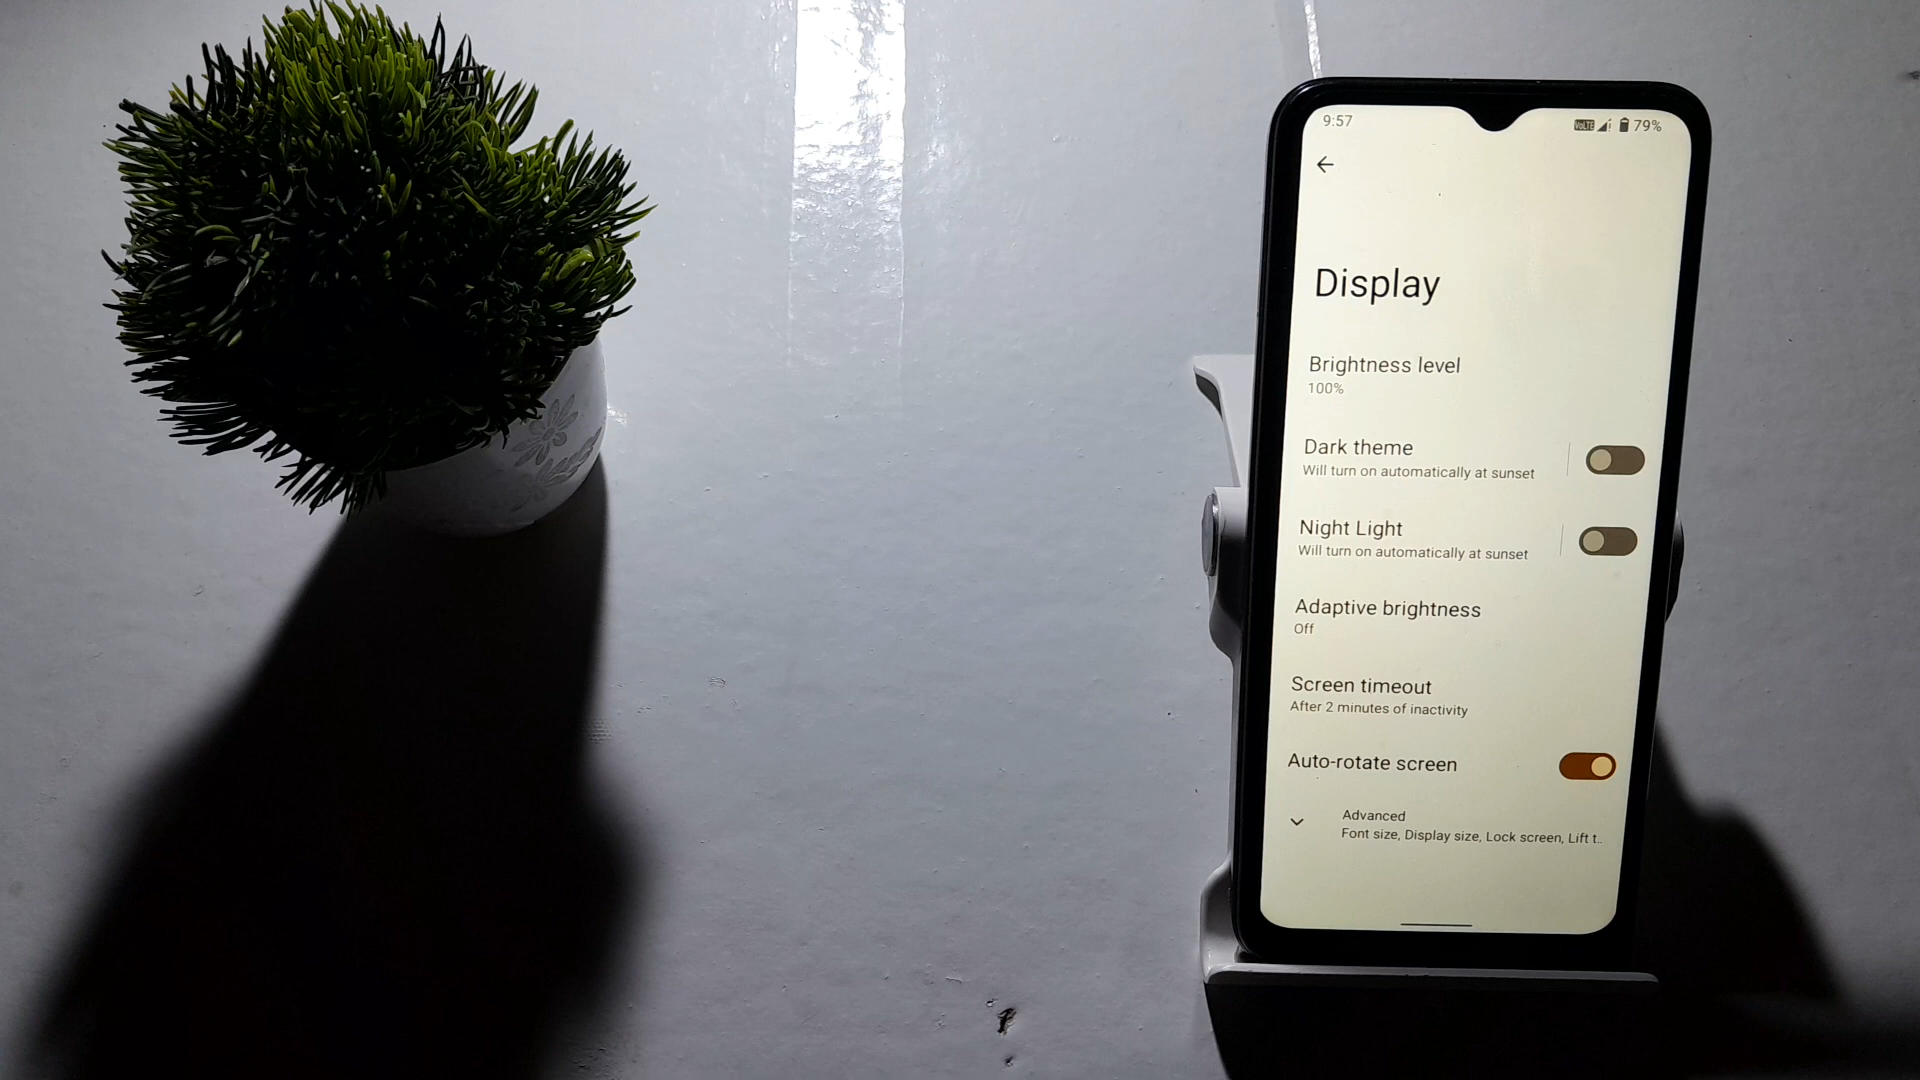 9:57
VoLTE 79%
Display
Brightness level
100%
Dark theme
Will turn on automatically at sunset
Night Light
Will turn on automatically at sunset
Adaptive brightness
Off
Screen timeout
After 2 minutes of inactivity
Auto-rotate screen
Advanced
Font size, Display size, Lock screen, Lift t..